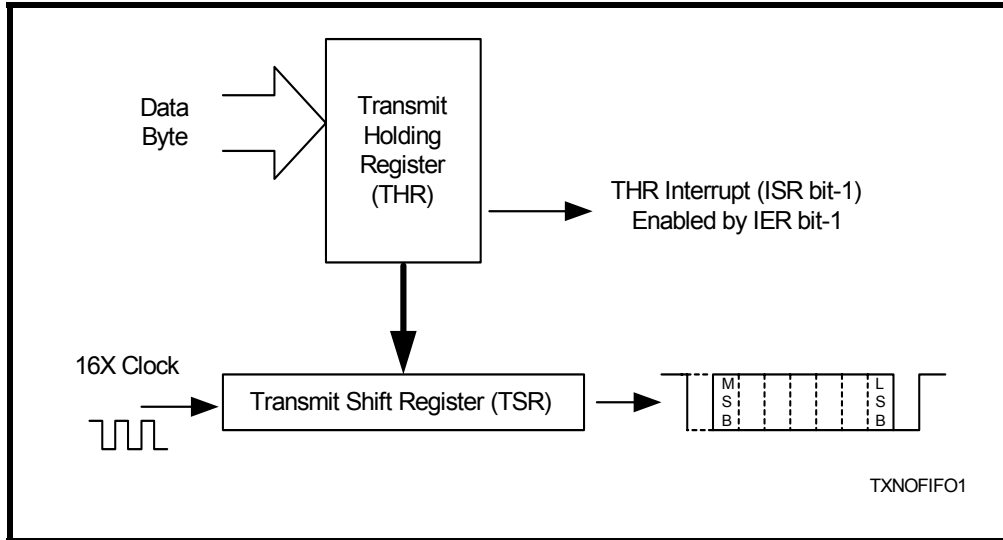 Data
Byte
Transmit
Holding
Register
(THR)
THR Interrupt (ISR bit-1)
Enabled by IER bit-1
16X Clock
Transmit Shift Register (TSR)
M
S
B
L
S
B
TXNOFIFO1